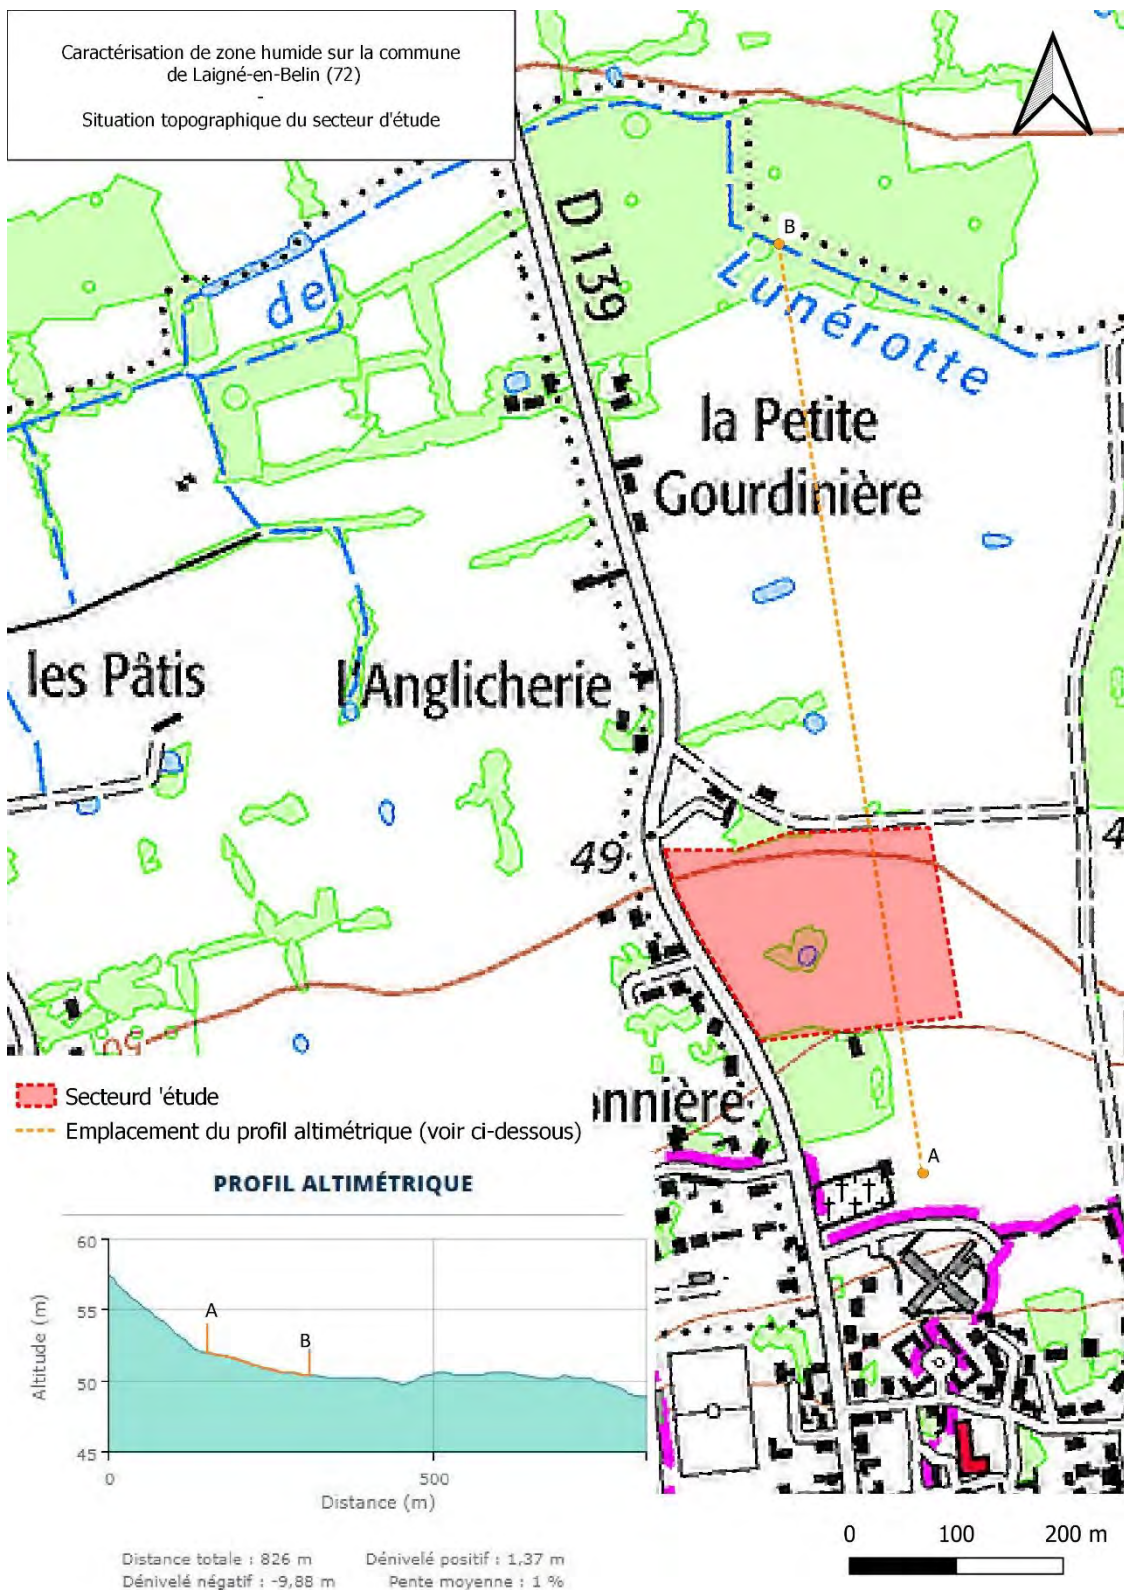 Caractérisation de zone humide sur la commune
de Laigné-en-Belin (72)
-
Situation topographique du secteur d'étude
D 139
B
de
Lunérotte
la Petite
Gourdinière
les Pâtis
l'Anglicherie
49
4
50
onnière
A
Secteurd 'étude
Emplacement du profil altimétrique (voir ci-dessous)
PROFIL ALTIMÉTRIQUE
60
55
50
45
Altitude (m)
A
B
0
500
Distance (m)
Distance totale : 826 m
Dénivelé positif : 1,37 m
Dénivelé négatif : -9,88 m
Pente moyenne : 1 %
0
100
200 m